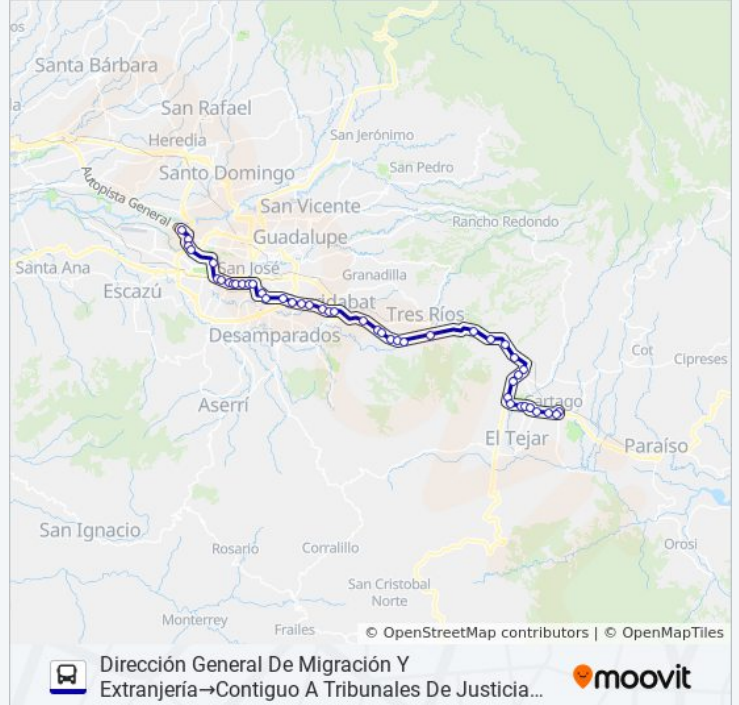 Santa Bárbara
San Rafael
San Jerónimo
Heredia
Santo Domingo
San Pedro
Autopista General
San Vicente
Rancho Redondo
Guadalupe
Santa Ana
San José
Granadilla
Escazú
Tres Ríos
Desamparados
Cot
Cipreses
Aserrí
Cartago
El Tejar
Paraíso
San Ignacio
Rosario
Corralillo
Orosi
San Cristobal
Norte
Monterrey
Frailes
© OpenStreetMap contributors | © OpenMapTiles
Dirección General De Migración Y
Extranjería→Contiguo A Tribunales De Justicia…
moovit